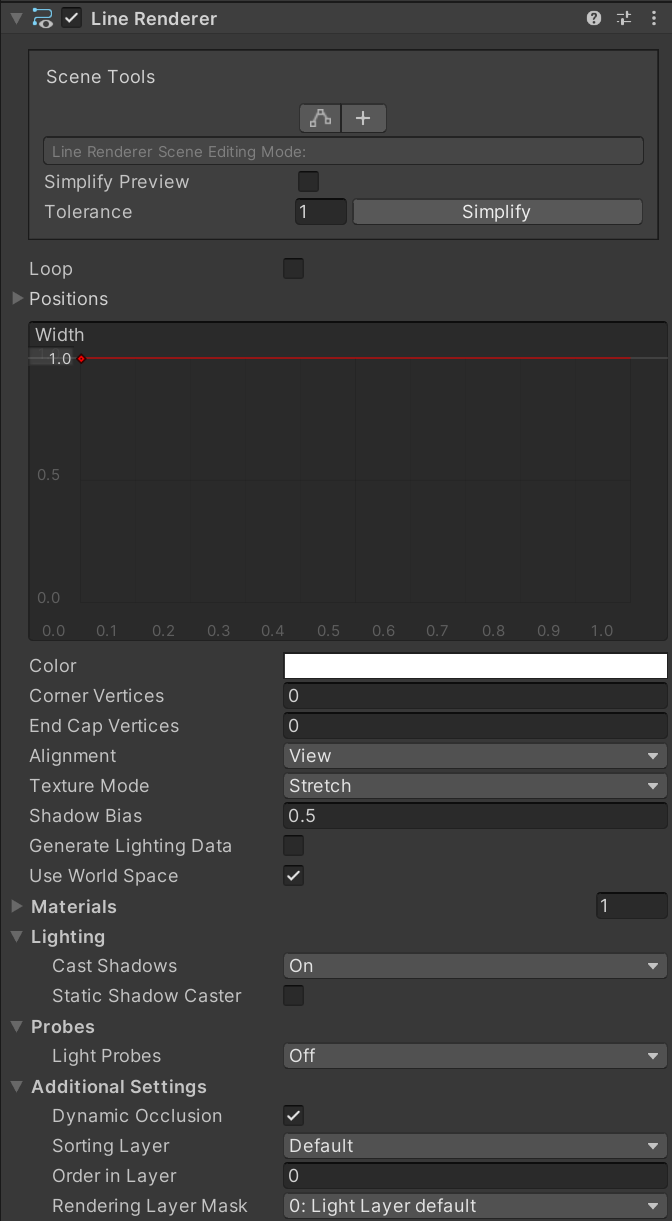 Line Renderer
Scene Tools
Line Renderer Scene Editing Mode:
Simplify Preview
Tolerance 1 Simplify
Loop
Positions
Width
1.0
0.5
0.0
0.0 0.1 0.2 0.3 0.4 0.5 0.6 0.7 0.8 0.9 1.0
Color
Corner Vertices 0
End Cap Vertices 0
Alignment View
Texture Mode Stretch
Shadow Bias 0.5
Generate Lighting Data
Use World Space
Materials 1
Lighting
Cast Shadows On
Static Shadow Caster
Probes
Light Probes Off
Additional Settings
Dynamic Occlusion
Sorting Layer Default
Order in Layer 0
Rendering Layer Mask 0: Light Layer default